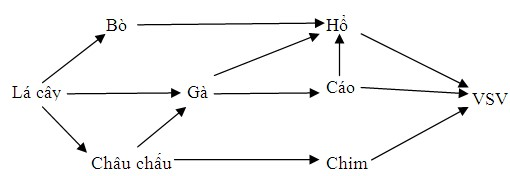 Bò
Hổ
Lá cây
Gà
Cáo
VSV
Châu chấu
Chim